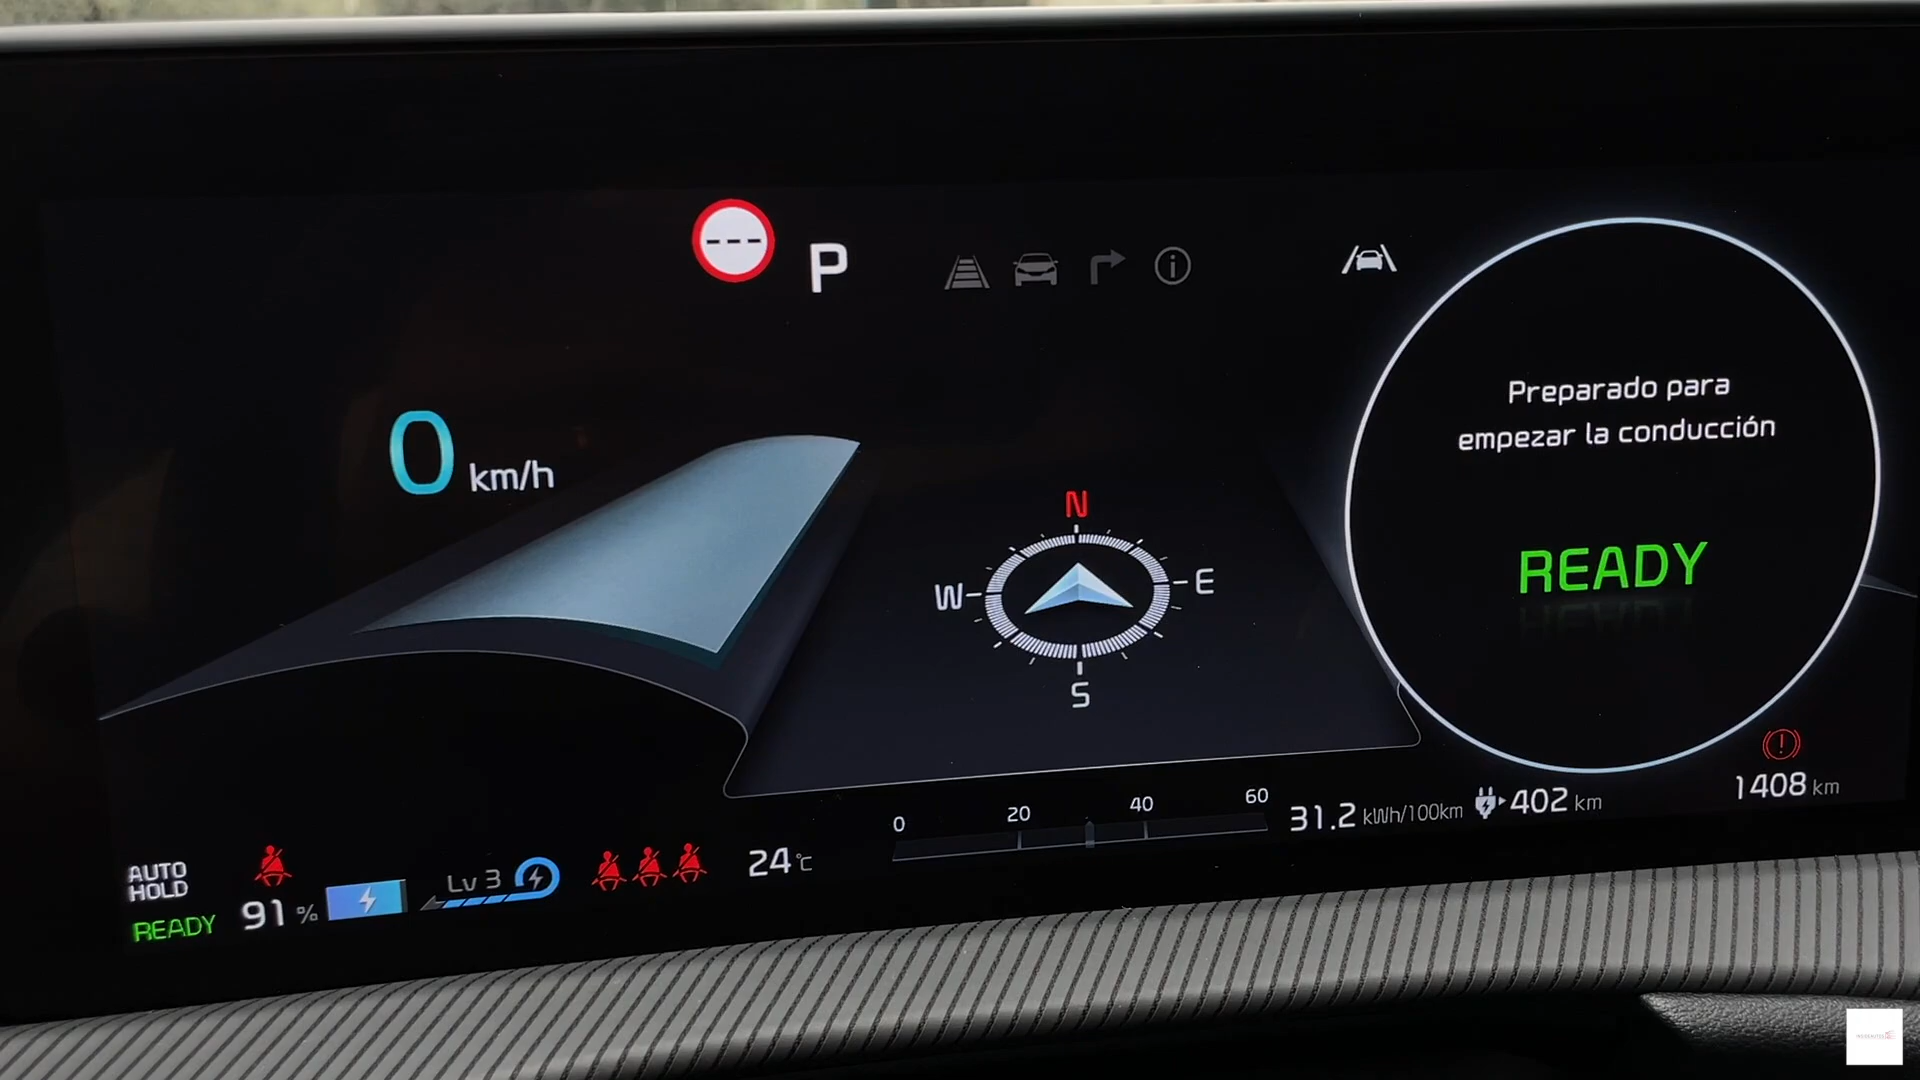 ---
P
Preparado para
empezar la conducción
READY
0 km/h
N
W
E
S
0 20 40 60
31.2 kWh/100km
402 km
1408 km
AUTO
HOLD
READY
91 %
Lv 3
24°C